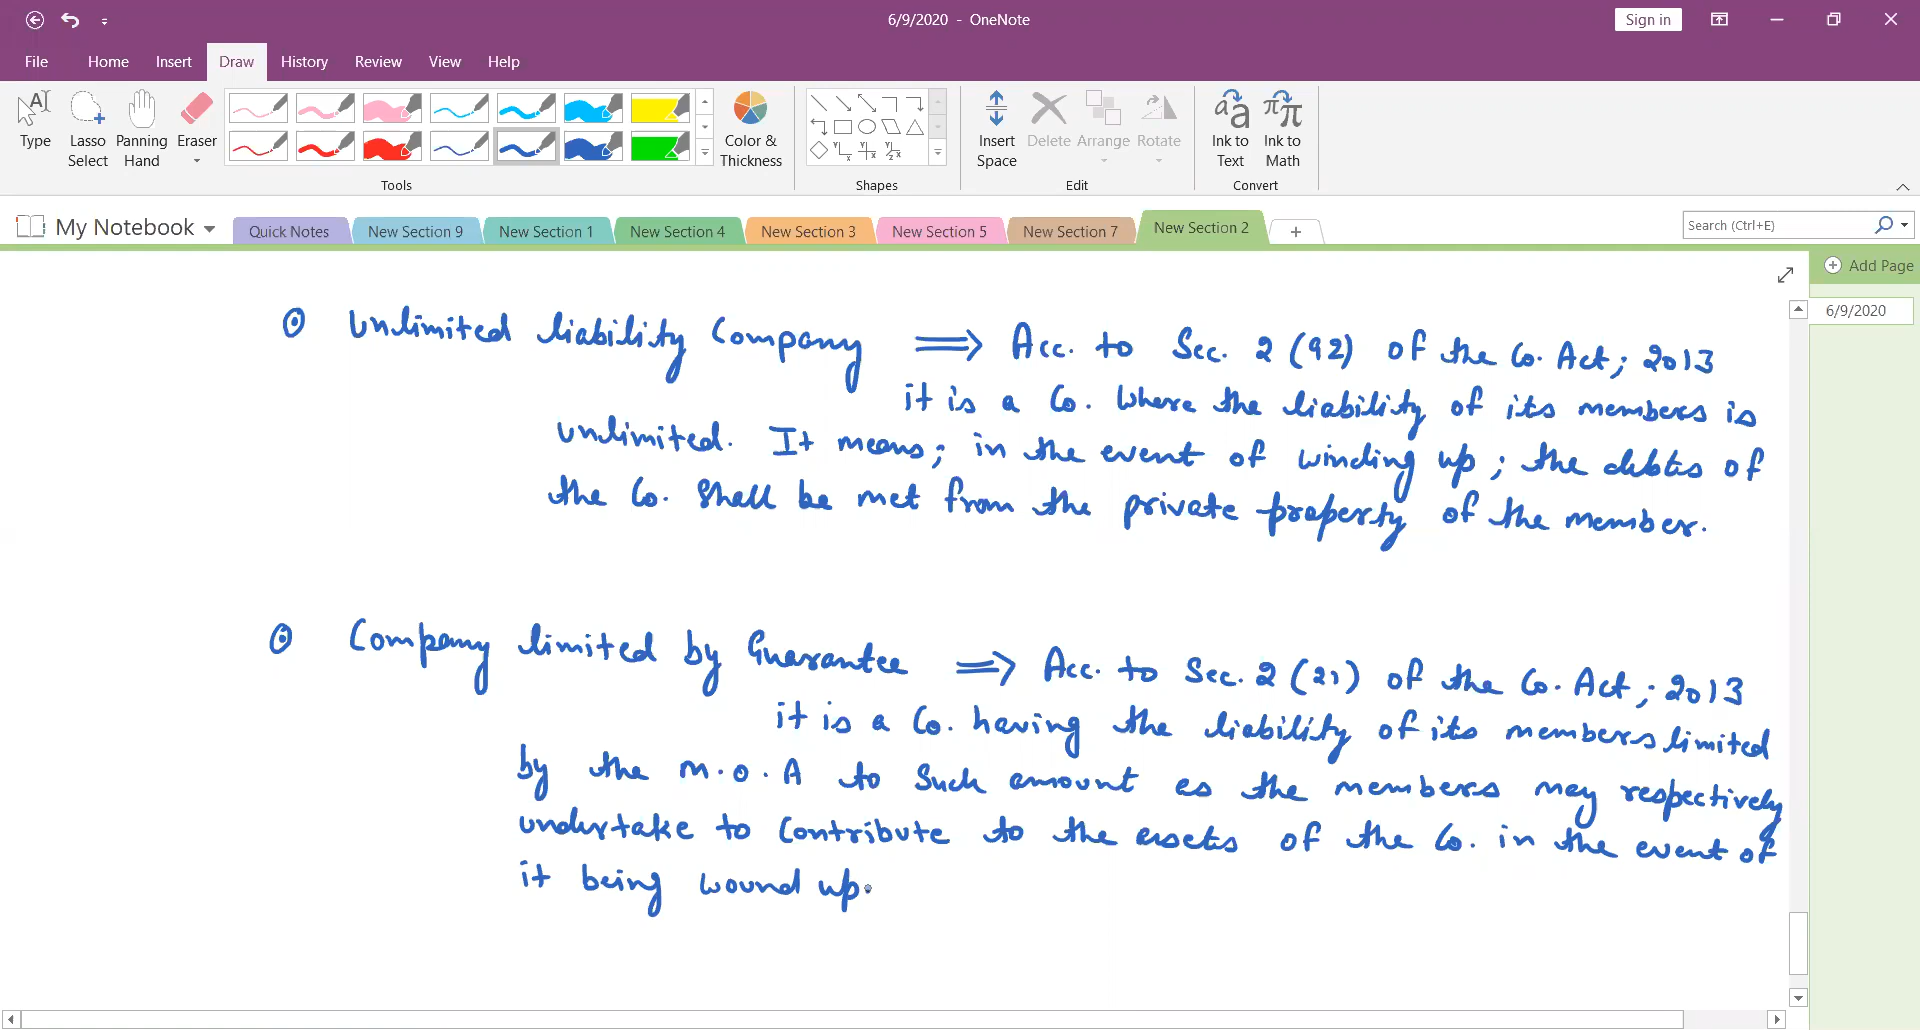 6/9/2020 - OneNote
Sign in
File Home Insert Draw History Review View Help
Type Lasso Select Panning Hand Eraser Color & Thickness Insert Space Delete Arrange Rotate Ink to Text Ink to Math
Tools Shapes Edit Convert
My Notebook Quick Notes New Section 9 New Section 1 New Section 4 New Section 3 New Section 5 New Section 7 New Section 2 + Search (Ctrl+E)
Add Page
6/9/2020
Unlimited liability Company ⇒ Acc. to Sec. 2 (92) of the Co. Act; 2013
it is a Co. where the liability of its members is
unlimited. It means; in the event of winding up; the debts of
the Co. shall be met from the private property of the member.
Company limited by Guarantee ⇒ Acc. to Sec. 2 (21) of the Co. Act; 2013
it is a Co. having the liability of its members limited
by the M.O.A to such amount as the members may respectively
undertake to contribute to the assets of the Co. in the event of
it being wound up.